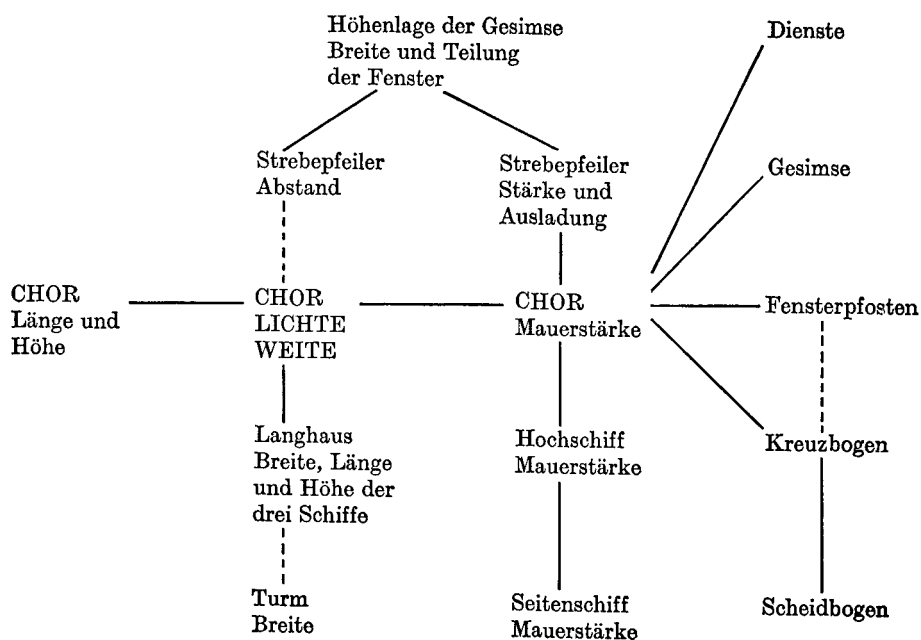 Höhenlage der Gesimse
Breite und Teilung
der Fenster
Dienste
Strebepfeiler
Abstand
Strebepfeiler
Stärke und
Ausladung
Gesimse
CHOR
Länge und
Höhe
CHOR
LICHTE
WEITE
CHOR
Mauerstärke
Fensterpfosten
Langhaus
Breite, Länge
und Höhe der
drei Schiffe
Hochschiff
Mauerstärke
Kreuzbogen
Turm
Breite
Seitenschiff
Mauerstärke
Scheidbogen